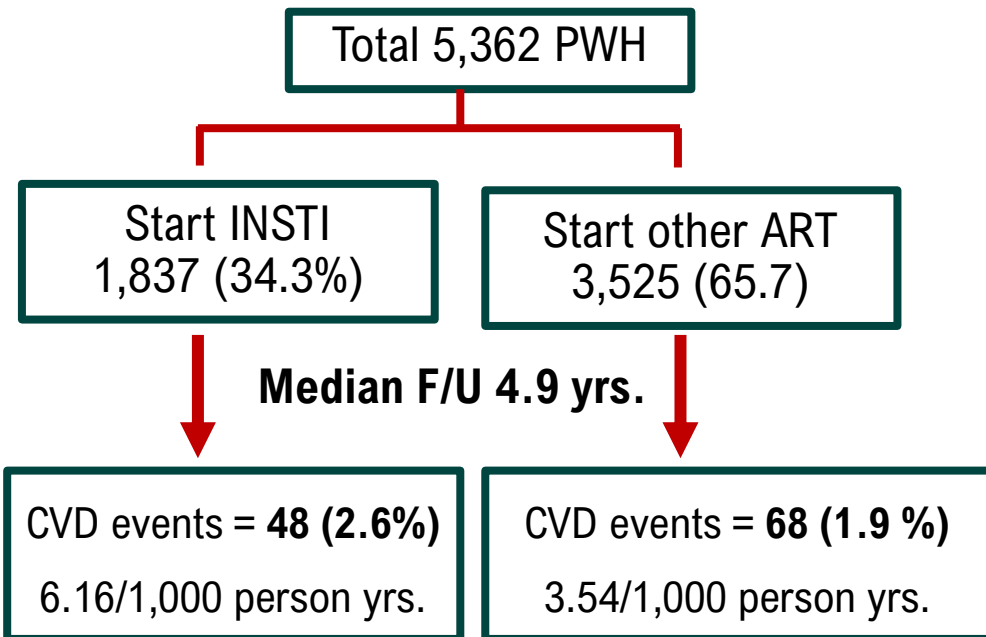 Total 5,362 PWH
Start INSTI
1,837 (34.3%)
Start other ART
3,525 (65.7)
Median F/U 4.9 yrs.
CVD events = 48 (2.6%)
6.16/1,000 person yrs.
CVD events = 68 (1.9 %)
3.54/1,000 person yrs.